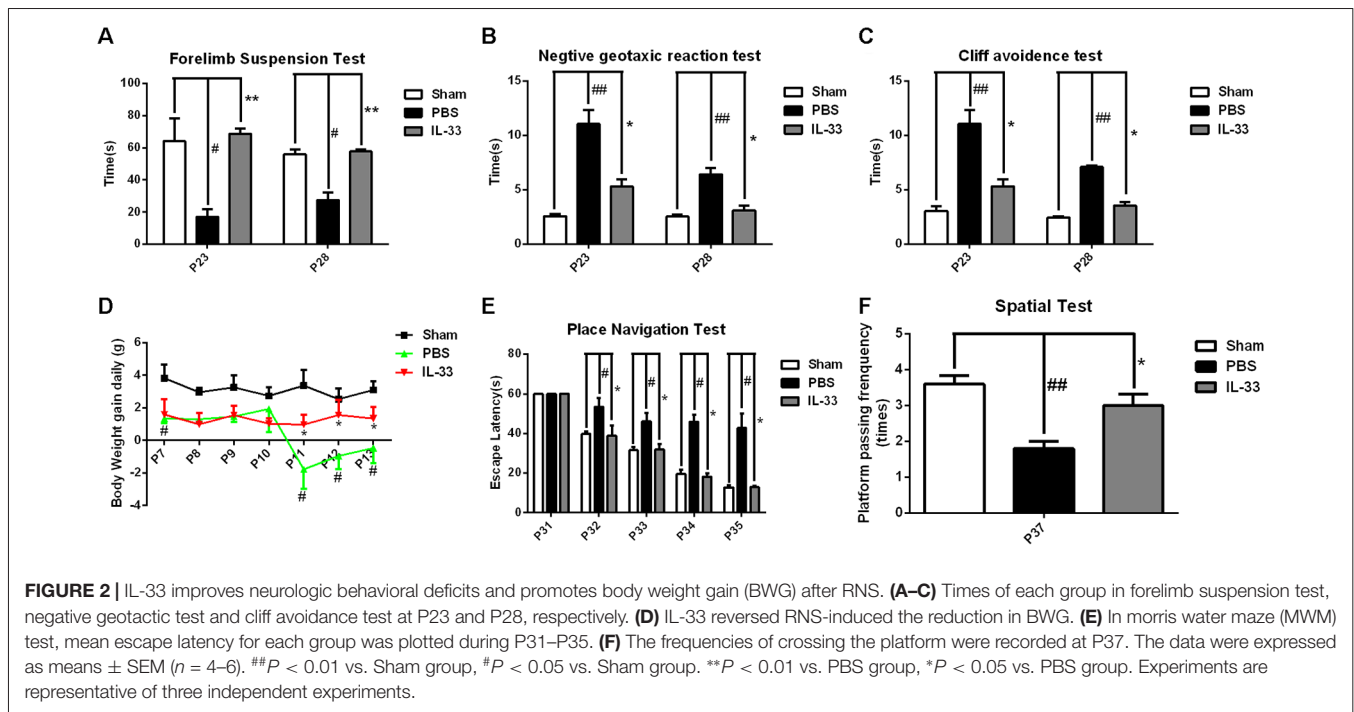 A
Forelimb Suspension Test
Time(s)
100
80
60
40
20
0
#
**
#
**
P23
P28
Sham
PBS
IL-33
B
Negtive geotaxic reaction test
Time(s)
15
10
5
0
##
*
##
*
P23
P28
Sham
PBS
IL-33
C
Cliff avoidence test
Time(s)
15
10
5
0
##
*
##
*
P23
P28
Sham
PBS
IL-33
D
Body Weight gain daily (g)
6
4
2
0
-2
-4
P7
P8
P9
P10
P11
P12
P13
#
*
*
*
#
#
#
Sham
PBS
IL-33
E
Place Navigation Test
Escape Latency(s)
80
60
40
20
0
#
*
#
*
#
*
#
*
P31
P32
P33
P34
P35
Sham
PBS
IL-33
F
Spatial Test
Platform passing frenquency
(times)
5
4
3
2
1
0
##
*
P37
Sham
PBS
IL-33
FIGURE 2 | IL-33 improves neurologic behavioral deficits and promotes body weight gain (BWG) after RNS. (A–C) Times of each group in forelimb suspension test,
negative geotactic test and cliff avoidance test at P23 and P28, respectively. (D) IL-33 reversed RNS-induced the reduction in BWG. (E) In morris water maze (MWM)
test, mean escape latency for each group was plotted during P31–P35. (F) The frequencies of crossing the platform were recorded at P37. The data were expressed
as means ± SEM (n = 4–6). ##P < 0.01 vs. Sham group, #P < 0.05 vs. Sham group. **P < 0.01 vs. PBS group, *P < 0.05 vs. PBS group. Experiments are
representative of three independent experiments.